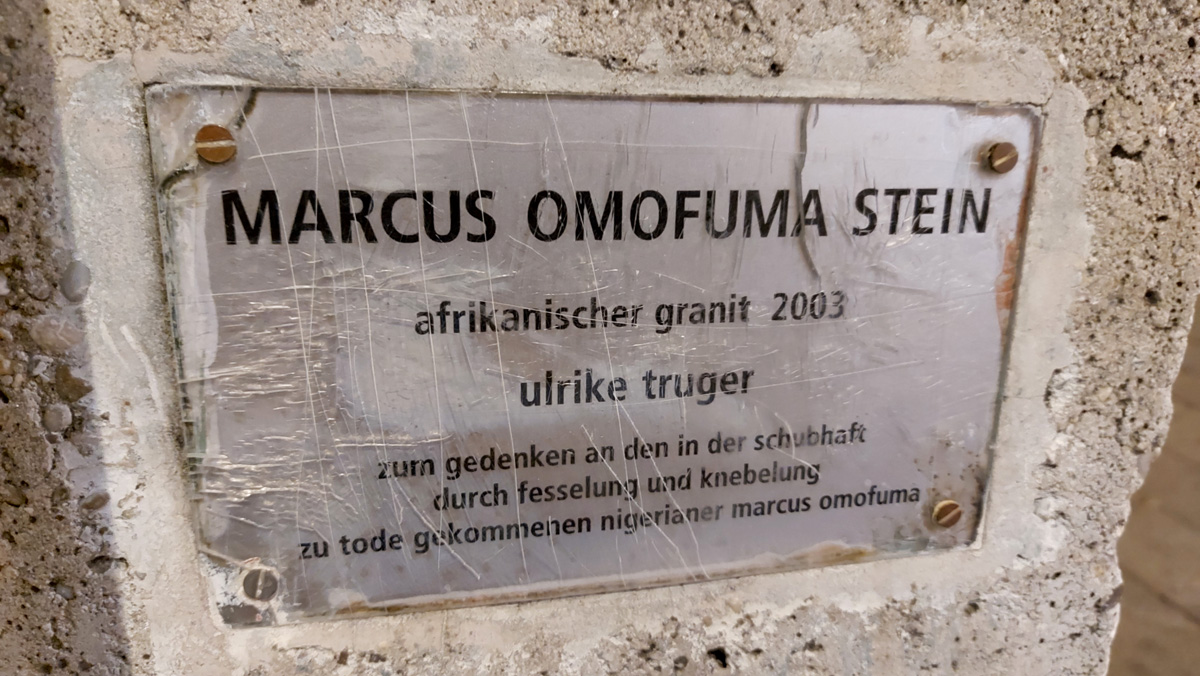 MARCUS OMOFUMA STEIN
afrikanischer granit 2003
ulrike truger
zum gedenken an den in der schubhaft
durch fesselung und knebelung
zu tode gekommenen nigerianer marcus omofuma